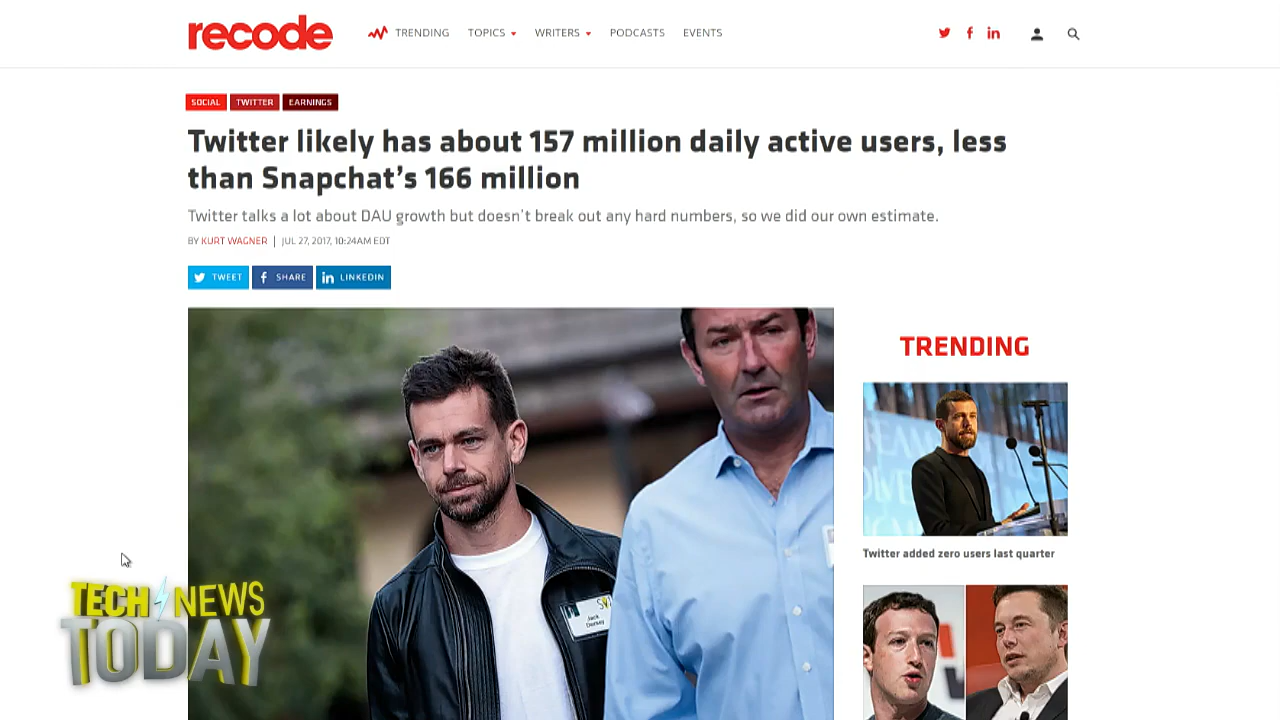 recode
TRENDING TOPICS WRITERS PODCASTS EVENTS
SOCIAL TWITTER EARNINGS
Twitter likely has about 157 million daily active users, less
than Snapchat's 166 million
Twitter talks a lot about DAU growth but doesn't break out any hard numbers, so we did our own estimate.
BY KURT WAGNER | JUL 27, 2017, 10:24AM EDT
TWEET SHARE LINKEDIN
Jack
Dorsey
TRENDING
Twitter added zero users last quarter
TECH NEWS
TODAY